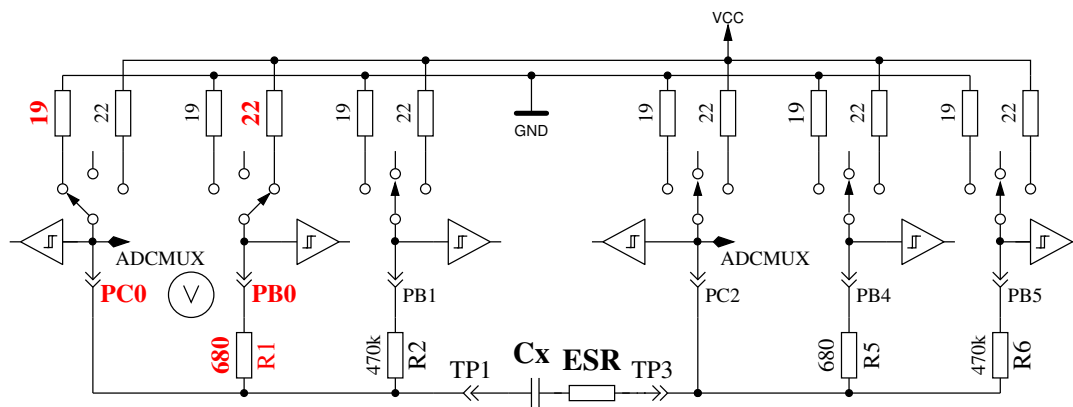 VCC
19
22
19
22
19
22
GND
19
22
19
22
19
22
ADCMUX
ADCMUX
PC0
V
PB0
PB1
PC2
PB4
PB5
680
R1
470k
R2
680
R5
470k
R6
TP1
Cx
ESR
TP3